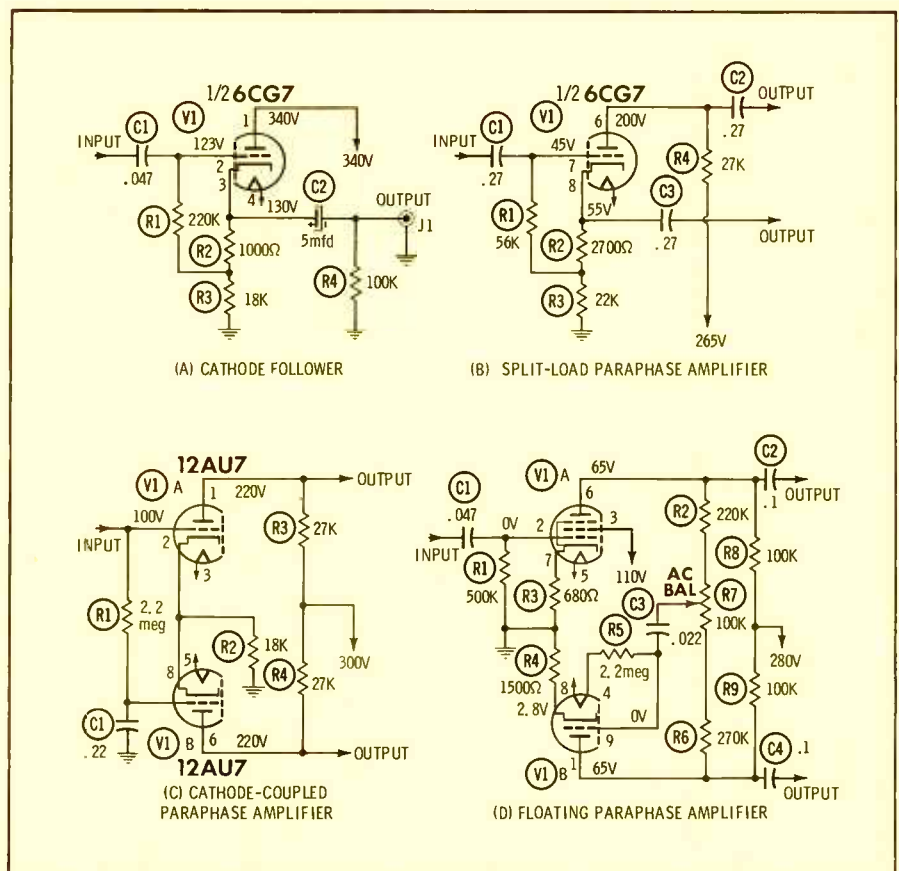 1/2 6CG7
V1
1
340V
INPUT
C1
.047
123V
2
3
4
130V
340V
C2
5mfd
OUTPUT
J1
R1
220K
R2
1000Ω
R3
18K
R4
100K
(A) CATHODE FOLLOWER
1/2 6CG7
V1
6
200V
C2
OUTPUT
.27
INPUT
C1
.27
45V
7
8
55V
R4
27K
C3
.27
OUTPUT
R1
56K
R2
2700Ω
R3
22K
265V
(B) SPLIT-LOAD PARAPHASE AMPLIFIER
12AU7
V1 A
1
220V
OUTPUT
100V
INPUT
2
3
R3
27K
R1
2.2
meg
5
8
R2
18K
300V
R4
27K
C1
.22
V1 B
6
220V
OUTPUT
12AU7
(C) CATHODE-COUPLED
PARAPHASE AMPLIFIER
V1 A
65V
6
C2
.1
OUTPUT
C1
.047
INPUT
0V
2
3
7
5
110V
R1
500K
R3
680Ω
R2
220K
R8
100K
AC
BAL
C3
.022
R7
100K
R5
2.2meg
280V
R4
1500Ω
2.8V
8
4
0V
9
R9
100K
R6
270K
V1 B
1
65V
C4
.1
OUTPUT
(D) FLOATING PARAPHASE AMPLIFIER